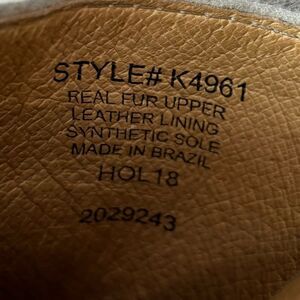 STYLE# K4961
REAL FUR UPPER
LEATHER LINING
SYNTHETIC SOLE
MADE IN BRAZIL
HOL18
2029243